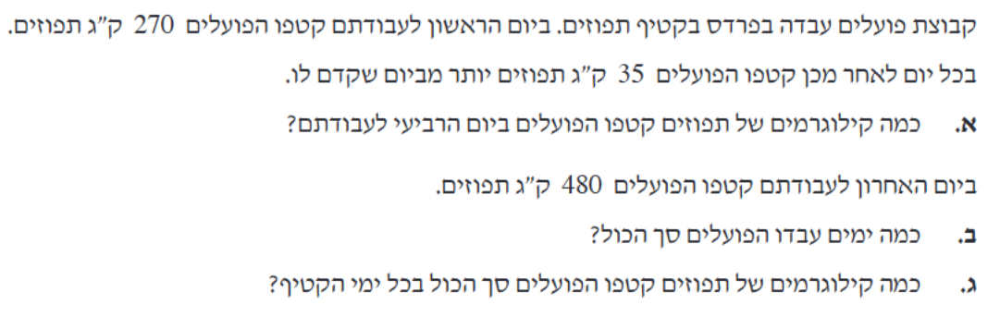 קבוצת פועלים עבדה בפרדס בקטיף תפוזים. ביום הראשון לעבודתם קטפו הפועלים 270 ק"ג תפוזים.
בכל יום לאחר מכן קטפו הפועלים 35 ק"ג תפוזים יותר מביום שקדם לו.
א. כמה קילוגרמים של תפוזים קטפו הפועלים ביום הרביעי לעבודתם?
ביום האחרון לעבודתם קטפו הפועלים 480 ק"ג תפוזים.
ב. כמה ימים עבדו הפועלים סך הכול?
ג. כמה קילוגרמים של תפוזים קטפו הפועלים סך הכול בכל ימי הקטיף?